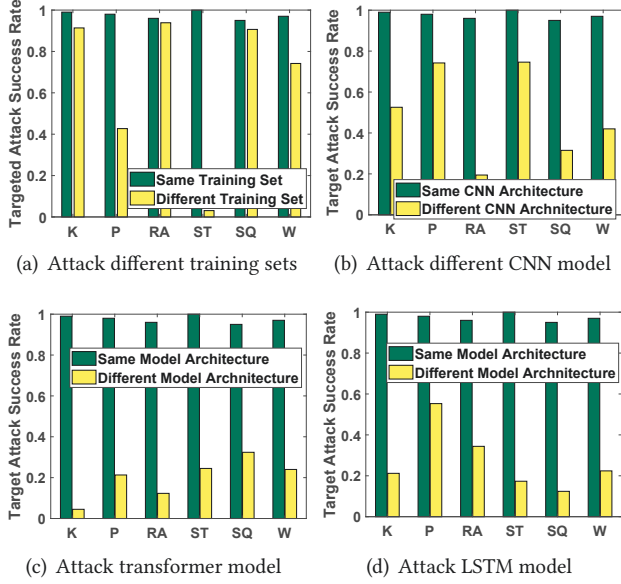 Targeted Attack Success Rate
1
0.8
0.6
0.4
0.2
0
Same Training Set
Different Training Set
K P RA ST SQ W
(a) Attack different training sets
Target Attack Success Rate
1
0.8
0.6
0.4
0.2
0
Same CNN Architecture
Different CNN Archnitecture
K P RA ST SQ W
(b) Attack different CNN model
Target Attack Success Rate
1
0.8
0.6
0.4
0.2
0
Same Model Architecture
Different Model Archnitecture
K P RA ST SQ W
(c) Attack transformer model
Target Attack Success Rate
1
0.8
0.6
0.4
0.2
0
Same Model Architecture
Different Model Archnitecture
K P RA ST SQ W
(d) Attack LSTM model